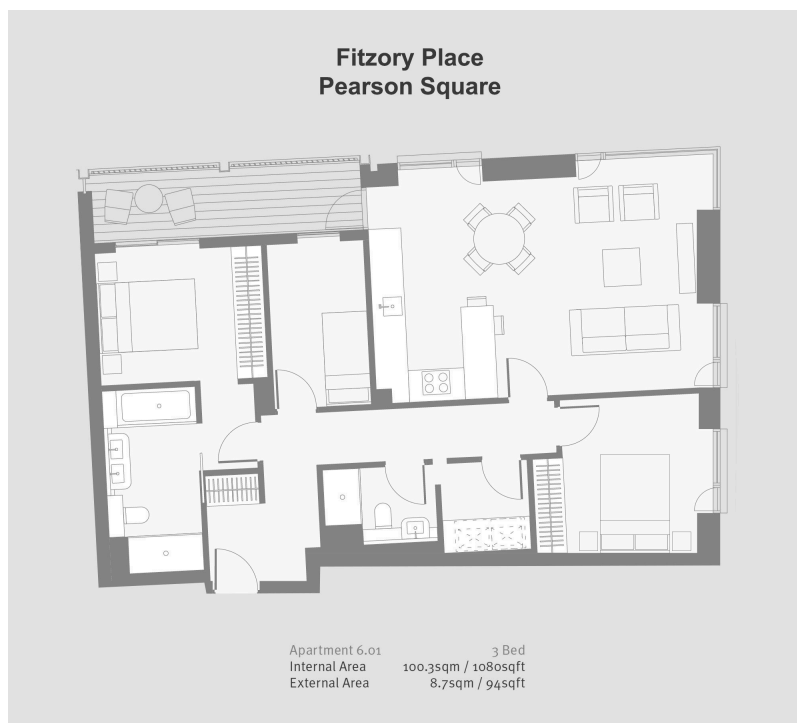 Fitzory Place
Pearson Square
Apartment 6.01 3 Bed
Internal Area 100.3sqm / 1080sqft
External Area 8.7sqm / 94sqft